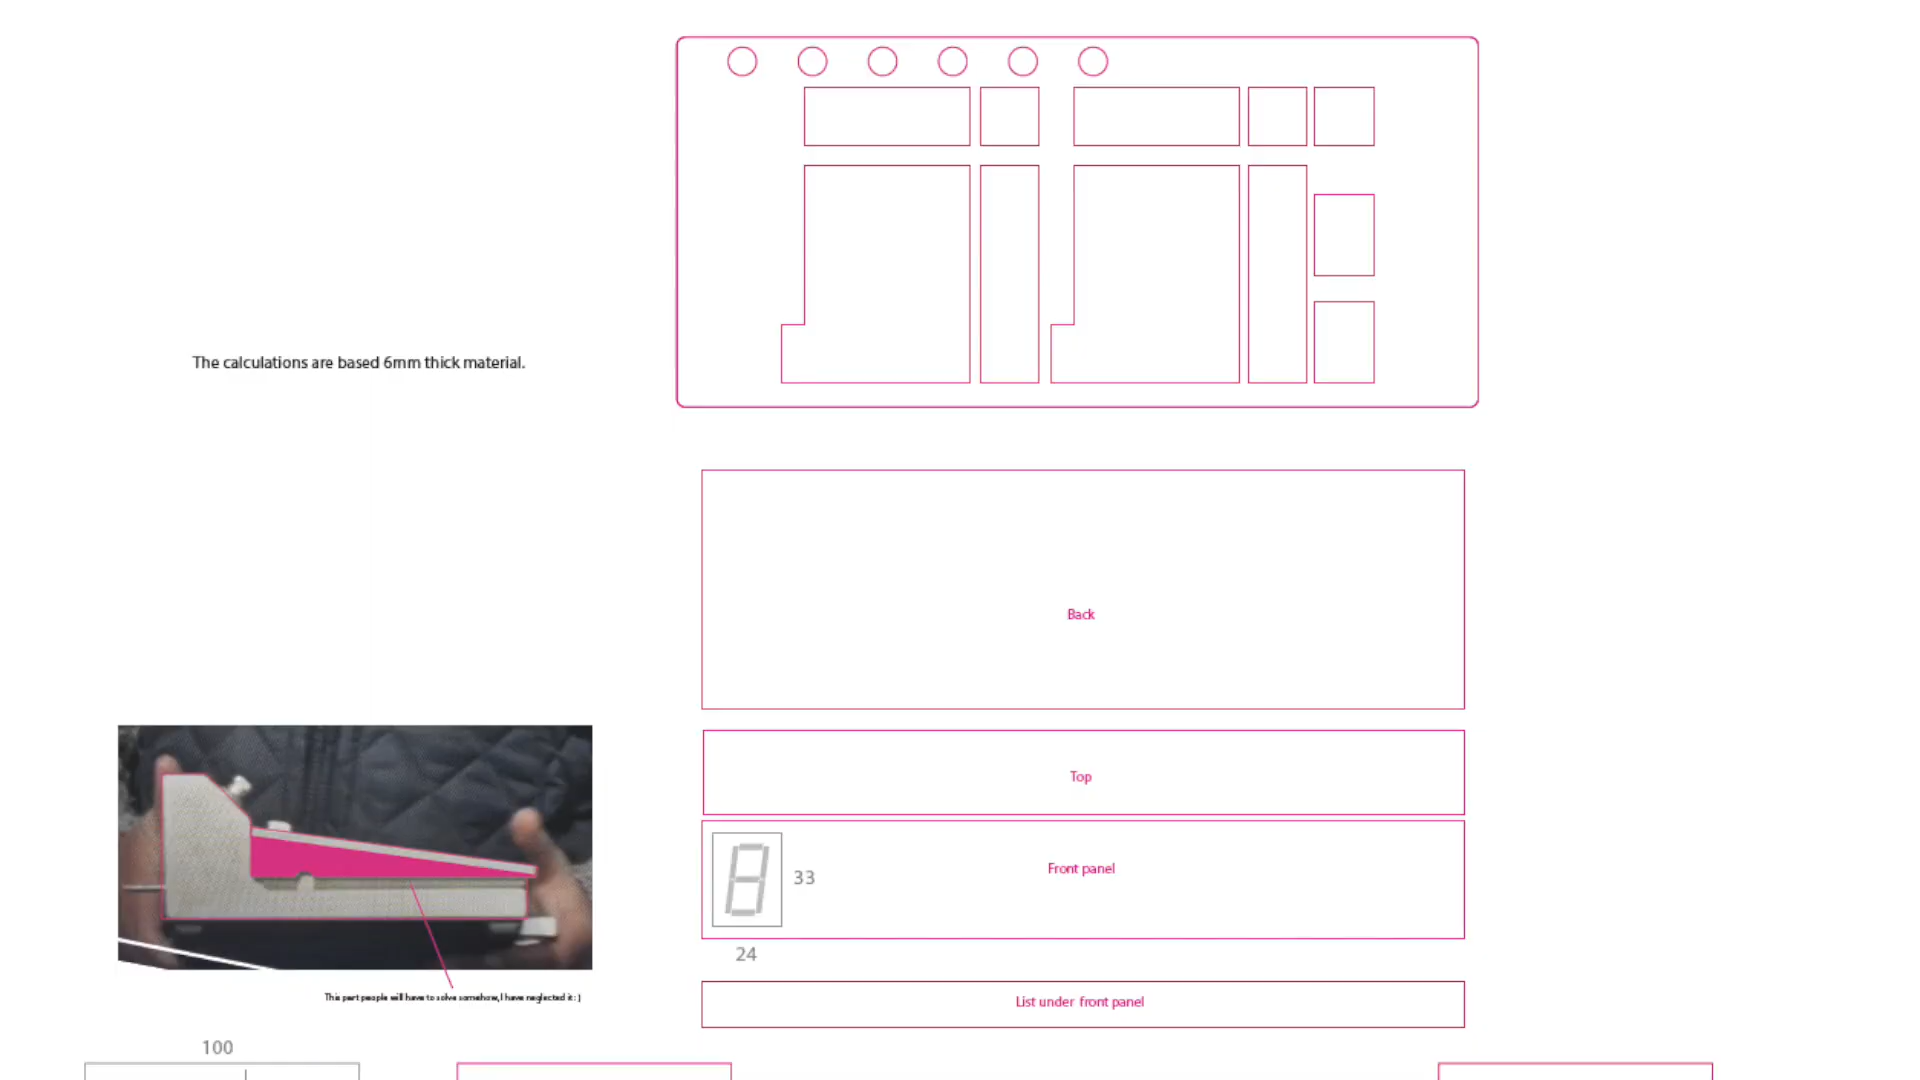 The calculations are based 6mm thick material.
Back
Top
Front panel
33
24
This part people will have to solve somehow, I have neglected it : )
List under front panel
100